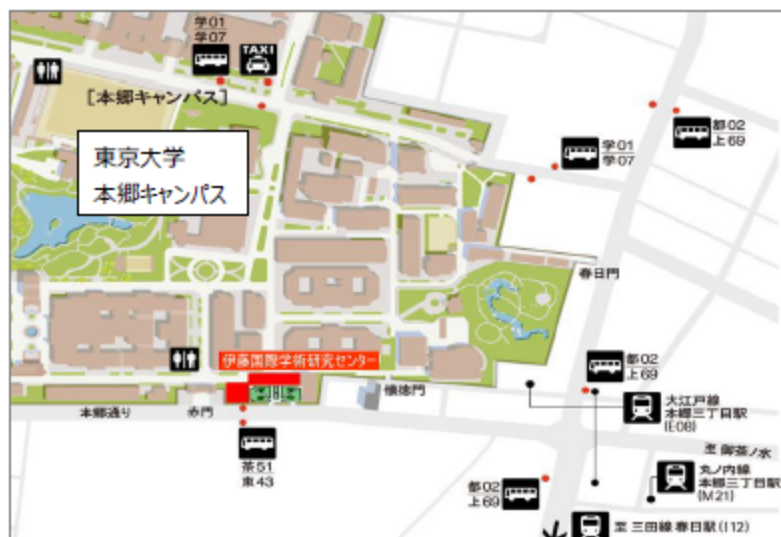 学01
学07
TAXI
[本郷キャンパス]
東京大学
本郷キャンパス
都02
上69
学01
学07
春日門
伊藤国際学術研究センター
懐徳門
都02
上69
本郷通り
赤門
大江戸線
本郷三丁目駅
(E08)
茶51
東43
至 御茶ノ水
丸ノ内線
本郷三丁目駅
(M21)
都02
上69
至 三田線 春日駅(I12)